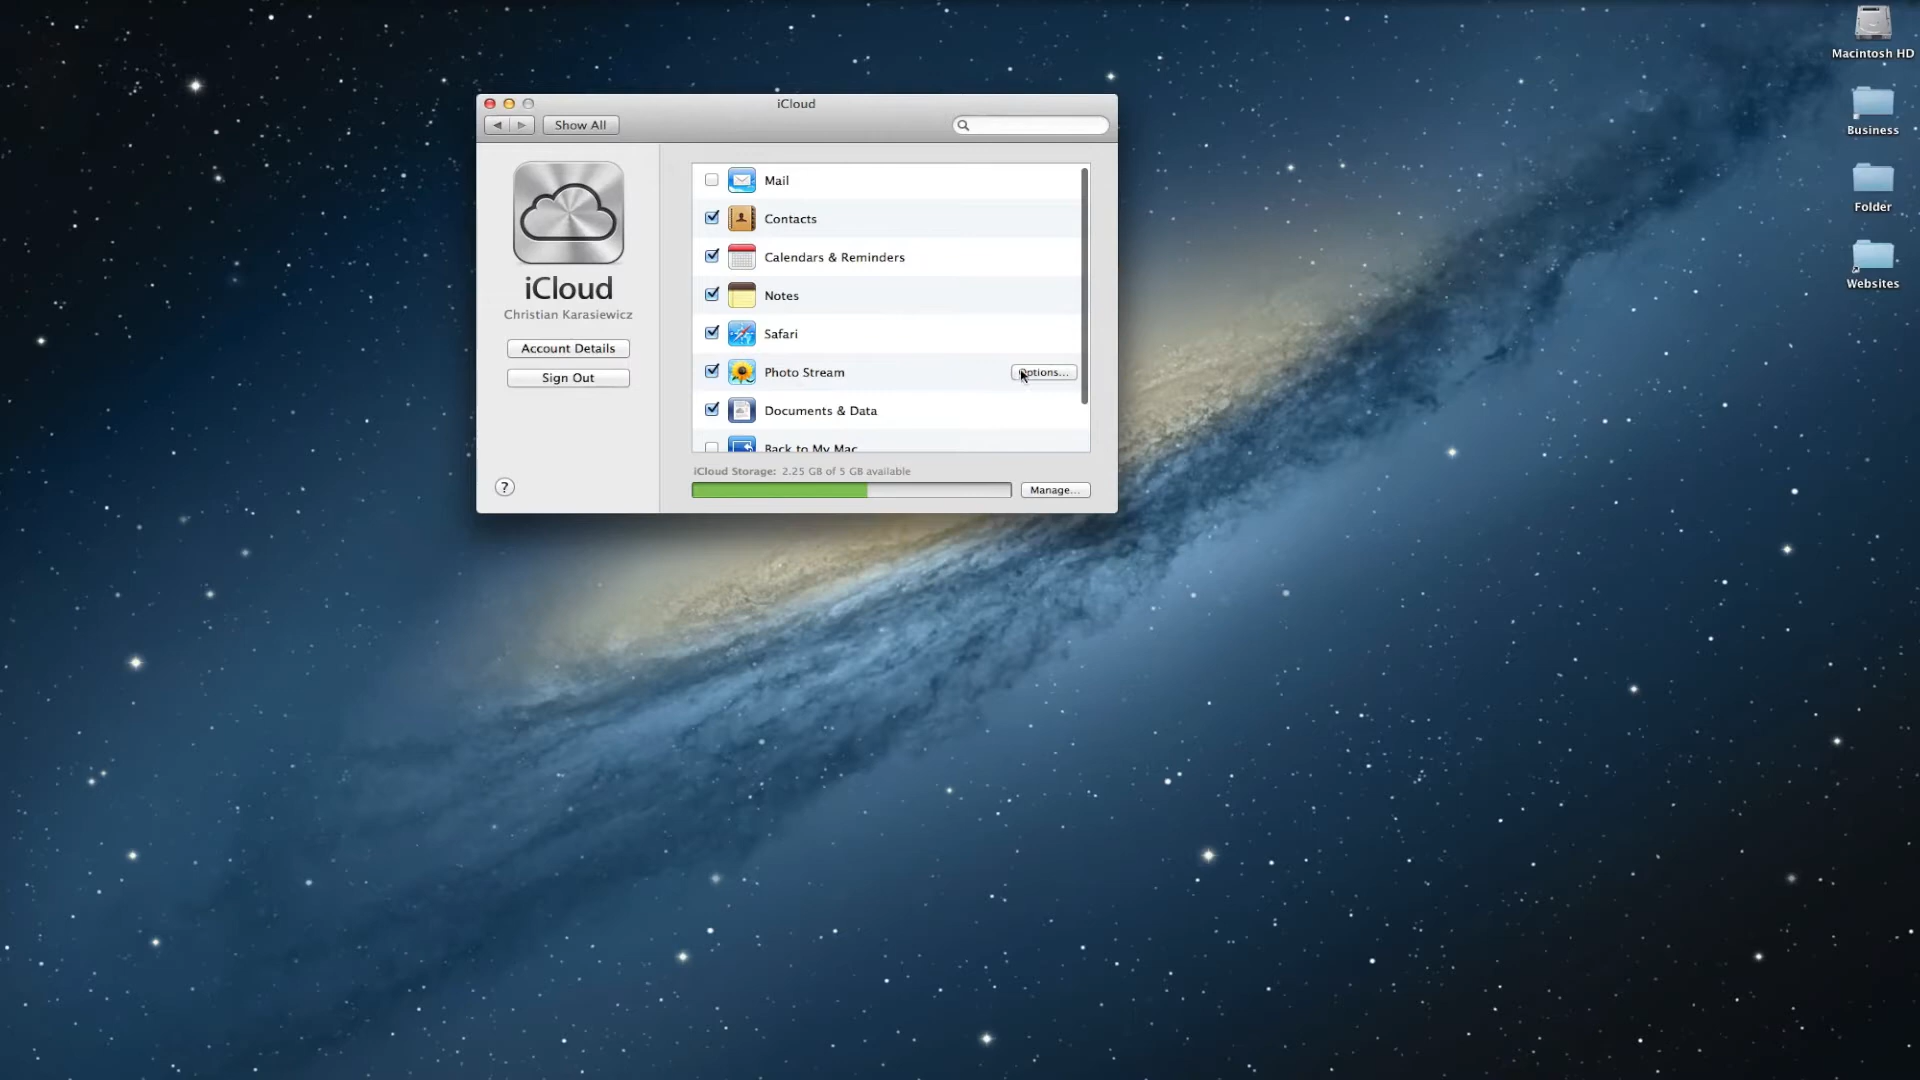 Macintosh HD
Business
Folder
Websites
iCloud
Show All
iCloud
Christian Karasiewicz
Account Details
Sign Out
?
Mail
Contacts
Calendars & Reminders
Notes
Safari
Photo Stream
Options...
Documents & Data
Back to My Mac
iCloud Storage: 2.25 GB of 5 GB available
Manage...